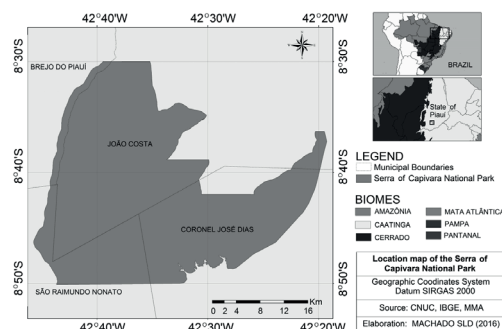 42°40'W 42°30'W 42°20'W
8°30'S 8°30'S
BREJO DO PIAUÍ
JOÃO COSTA
8°40'S 8°40'S
CORONEL JOSÉ DIAS
8°50'S 8°50'S
SÃO RAIMUNDO NONATO
0 2 4 8 12 16
Km
42°40'W 42°30'W 42°20'W
BRAZIL
State of
Piauí
LEGEND
Municipal Boundaries
Serra of Capivara National Park
BIOMES
AMAZÔNIA MATA ATLÂNTICA
CAATINGA PAMPA
CERRADO PANTANAL
Location map of the Serra of
Capivara National Park
Geographic Coodinates System
Datum SIRGAS 2000
Source: CNUC, IBGE, MMA
Elaboration: MACHADO SLD (2016)